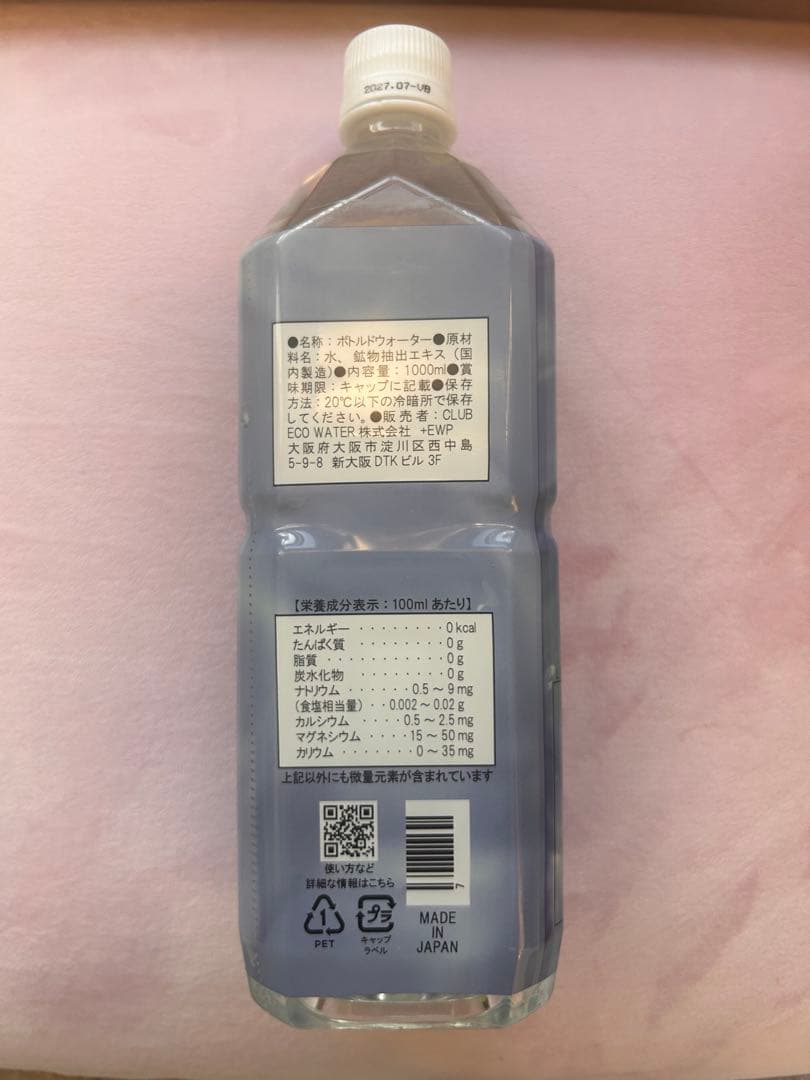 2027.07-VB
●名称：ボトルドウォーター●原材
料名：水、鉱物抽出エキス（国
内製造）●内容量：1000ml●賞
味期限：キャップに記載●保存
方法：20℃以下の冷暗所で保存
してください。●販売者：CLUB
ECO WATER 株式会社 +EWP
大阪府大阪市淀川区西中島
5-9-8 新大阪DTKビル 3F
【栄養成分表示：100mlあたり】
エネルギー ········ 0 kcal
たんぱく質 ········ 0 g
脂質 ·········· 0 g
炭水化物 ········ 0 g
ナトリウム ······ 0.5～9 mg
（食塩相当量）·· 0.002～0.02 g
カルシウム ···· 0.5～2.5 mg
マグネシウム ···· 15～50 mg
カリウム ······· 0～35 mg
上記以外にも微量元素が含まれています
使い方など
詳細な情報はこちら
7
1
PET
プラ
キャップ
ラベル
MADE
IN
JAPAN